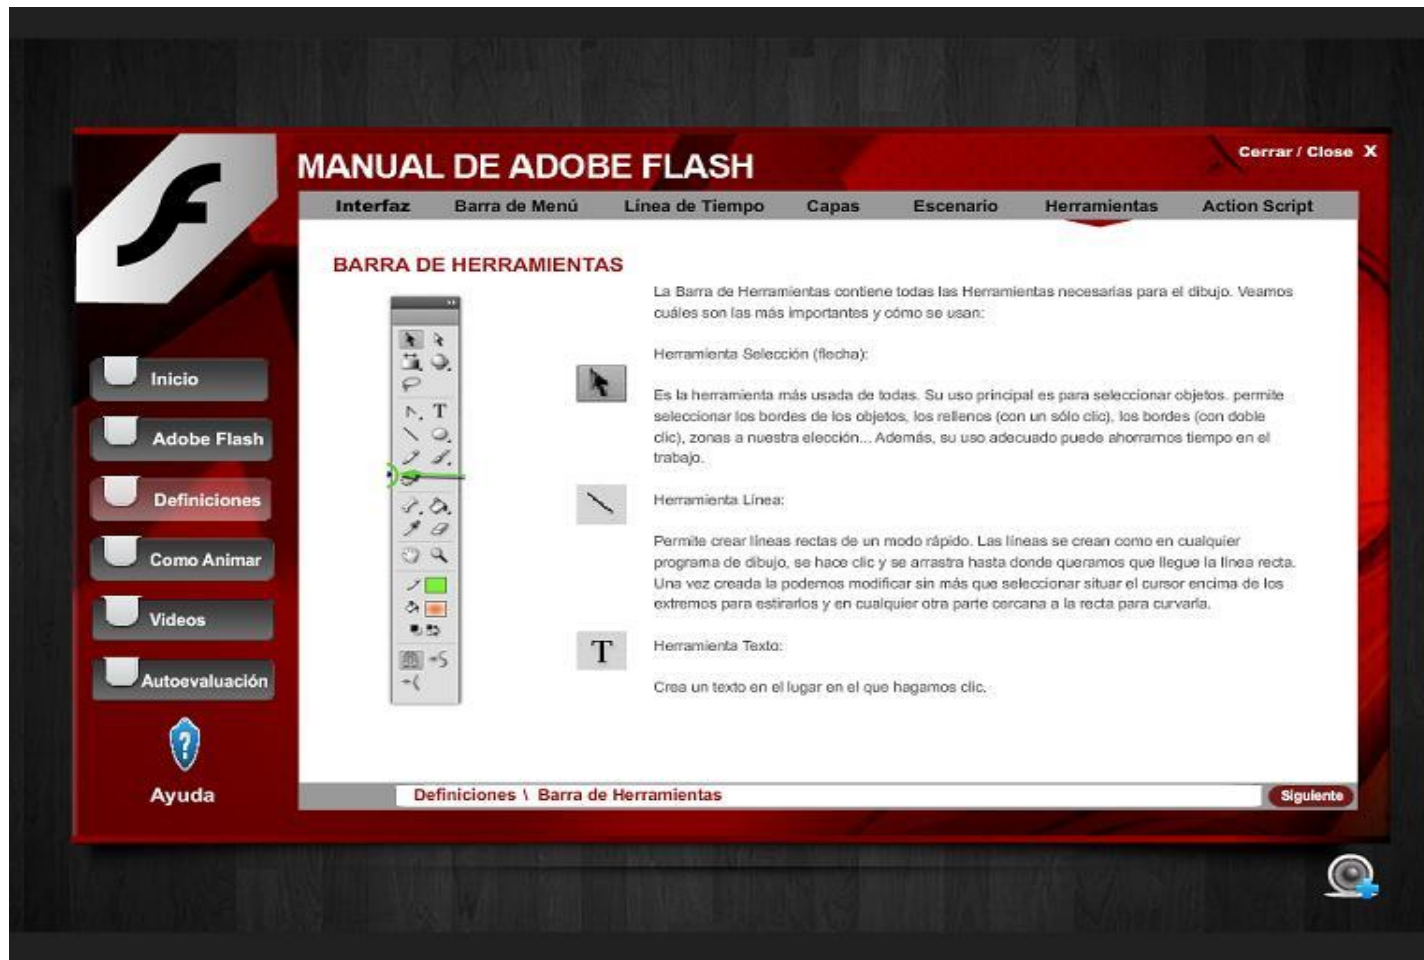 Cerrar / Close X
MANUAL DE ADOBE FLASH
Interfaz Barra de Menú Línea de Tiempo Capas Escenario Herramientas Action Script
BARRA DE HERRAMIENTAS
La Barra de Herramientas contiene todas las Herramientas necesarias para el dibujo. Veamos
cuáles son las más importantes y cómo se usan:
Herramienta Selección (flecha):
Es la herramienta más usada de todas. Su uso principal es para seleccionar objetos. permite
seleccionar los bordes de los objetos, los rellenos (con un sólo clic), los bordes (con doble
clic), zonas a nuestra elección... Además, su uso adecuado puede ahorrarnos tiempo en el
trabajo.
Herramienta Línea:
Permite crear líneas rectas de un modo rápido. Las líneas se crean como en cualquier
programa de dibujo, se hace clic y se arrastra hasta donde queramos que llegue la línea recta.
Una vez creada la podemos modificar sin más que seleccionar situar el cursor encima de los
extremos para estirarlos y en cualquier otra parte cercana a la recta para curvarla.
T
Herramienta Texto:
Crea un texto en el lugar en el que hagamos clic.
Inicio
Adobe Flash
Definiciones
Como Animar
Videos
Autoevaluación
?
Ayuda
T
Definiciones \ Barra de Herramientas
Siguiente